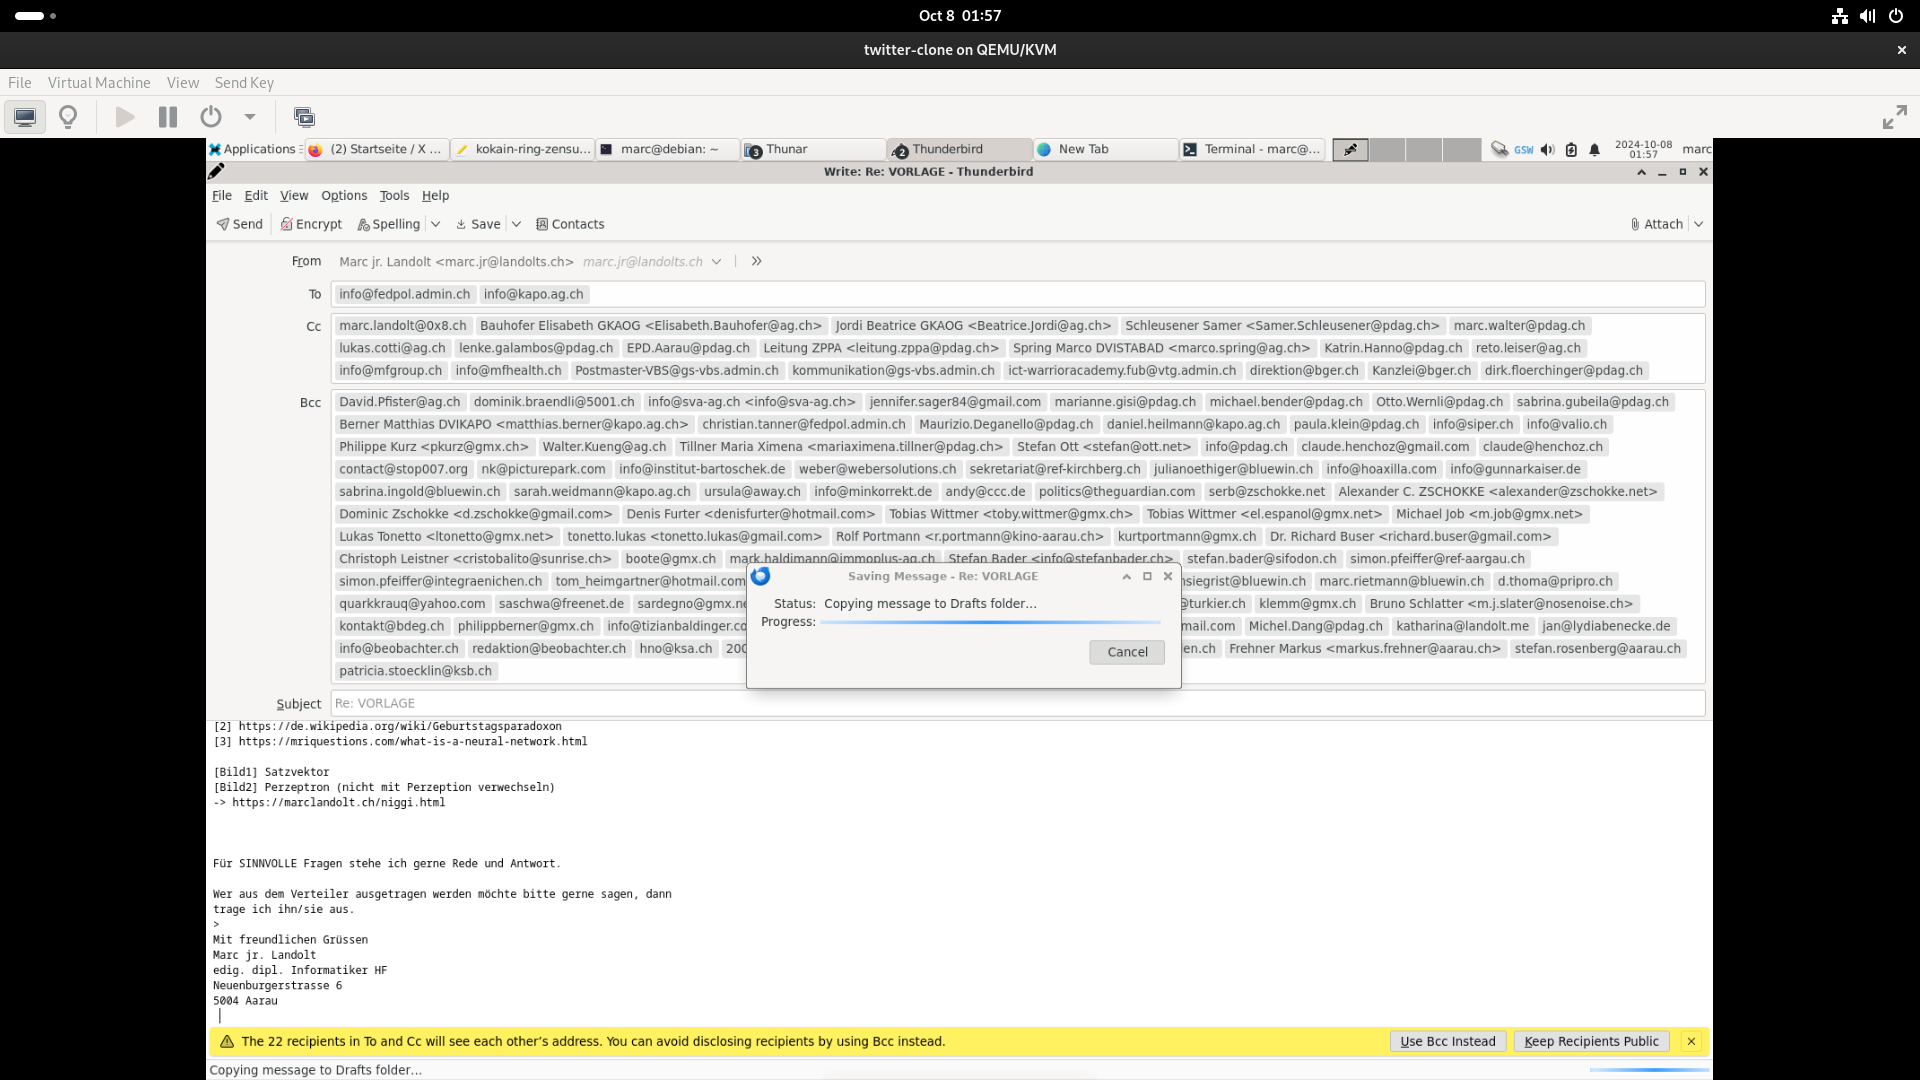 Oct 8 01:57
twitter-clone on QEMU/KVM
File Virtual Machine View Send Key
Applications (2) Startseite / X ... kokain-ring-zensu... marc@debian: ~ 3 Thunar 2 Thunderbird New Tab Terminal - marc@... GSW 2024-10-08 01:57 marc
Write: Re: VORLAGE - Thunderbird
File Edit View Options Tools Help
Send Encrypt Spelling Save Contacts Attach
From Marc jr. Landolt <marc.jr@landolts.ch> marc.jr@landolts.ch
To info@fedpol.admin.ch info@kapo.ag.ch
Cc marc.landolt@0x8.ch Bauhofer Elisabeth GKAOG <Elisabeth.Bauhofer@ag.ch> Jordi Beatrice GKAOG <Beatrice.Jordi@ag.ch> Schleusener Samer <Samer.Schleusener@pdag.ch> marc.walter@pdag.ch
lukas.cotti@ag.ch lenke.galambos@pdag.ch EPD.Aarau@pdag.ch Leitung ZPPA <leitung.zppa@pdag.ch> Spring Marco DVISTABAD <marco.spring@ag.ch> Katrin.Hanno@pdag.ch reto.leiser@ag.ch
info@mfgroup.ch info@mfhealth.ch Postmaster-VBS@gs-vbs.admin.ch kommunikation@gs-vbs.admin.ch ict-warrioracademy.fub@vtg.admin.ch direktion@bger.ch Kanzlei@bger.ch dirk.floerchinger@pdag.ch
Bcc David.Pfister@ag.ch dominik.braendli@5001.ch info@sva-ag.ch <info@sva-ag.ch> jennifer.sager84@gmail.com marianne.gisi@pdag.ch michael.bender@pdag.ch Otto.Wernli@pdag.ch sabrina.gubeila@pdag.ch
Berner Matthias DVIKAPO <matthias.berner@kapo.ag.ch> christian.tanner@fedpol.admin.ch Maurizio.Deganello@pdag.ch daniel.heilmann@kapo.ag.ch paula.klein@pdag.ch info@siper.ch info@valio.ch
Philippe Kurz <pkurz@gmx.ch> Walter.Kueng@ag.ch Tillner Maria Ximena <mariaximena.tillner@pdag.ch> Stefan Ott <stefan@ott.net> info@pdag.ch claude.henchoz@gmail.com claude@henchoz.ch
contact@stop007.org nk@picturepark.com info@institut-bartoschek.de weber@webersolutions.ch sekretariat@ref-kirchberg.ch julianoethiger@bluewin.ch info@hoaxilla.com info@gunnarkaiser.de
sabrina.ingold@bluewin.ch sarah.weidmann@kapo.ag.ch ursula@away.ch info@minkorrekt.de andy@ccc.de politics@theguardian.com serb@zschokke.net Alexander C. ZSCHOKKE <alexander@zschokke.net>
Dominic Zschokke <d.zschokke@gmail.com> Denis Furter <denisfurter@hotmail.com> Tobias Wittmer <toby.wittmer@gmx.ch> Tobias Wittmer <el.espanol@gmx.net> Michael Job <m.job@gmx.net>
Lukas Tonetto <ltonetto@gmx.net> tonetto.lukas <tonetto.lukas@gmail.com> Rolf Portmann <r.portmann@kino-aarau.ch> kurtportmann@gmx.ch Dr. Richard Buser <richard.buser@gmail.com>
Christoph Leistner <cristobalito@sunrise.ch> boote@gmx.ch mark.haldimann@immoplus-ag.ch Stefan Bader <info@stefanbader.ch> stefan.bader@sifodon.ch simon.pfeiffer@ref-aargau.ch
simon.pfeiffer@integraenichen.ch tom_heimgartner@hotmail.com nsiegrist@bluewin.ch marc.rietmann@bluewin.ch d.thoma@pripro.ch
quarkkrauq@yahoo.com saschwa@freenet.de sardegno@gmx.ne @turkier.ch klemm@gmx.ch Bruno Schlatter <m.j.slater@nosenoise.ch>
kontakt@bdeg.ch philippberner@gmx.ch info@tizianbaldinger.co mail.com Michel.Dang@pdag.ch katharina@landolt.me jan@lydiabenecke.de
info@beobachter.ch redaktion@beobachter.ch hno@ksa.ch 200 en.ch Frehner Markus <markus.frehner@aarau.ch> stefan.rosenberg@aarau.ch
patricia.stoecklin@ksb.ch
Saving Message - Re: VORLAGE
Status: Copying message to Drafts folder...
Progress:
Cancel
Subject Re: VORLAGE
[2] https://de.wikipedia.org/wiki/Geburtstagsparadoxon
[3] https://mriquestions.com/what-is-a-neural-network.html
[Bild1] Satzvektor
[Bild2] Perzeptron (nicht mit Perzeption verwechseln)
-> https://marclandolt.ch/niggi.html
Für SINNVOLLE Fragen stehe ich gerne Rede und Antwort.
Wer aus dem Verteiler ausgetragen werden möchte bitte gerne sagen, dann
trage ich ihn/sie aus.
>
Mit freundlichen Grüssen
Marc jr. Landolt
edig. dipl. Informatiker HF
Neuenburgerstrasse 6
5004 Aarau
The 22 recipients in To and Cc will see each other's address. You can avoid disclosing recipients by using Bcc instead. Use Bcc Instead Keep Recipients Public
Copying message to Drafts folder...